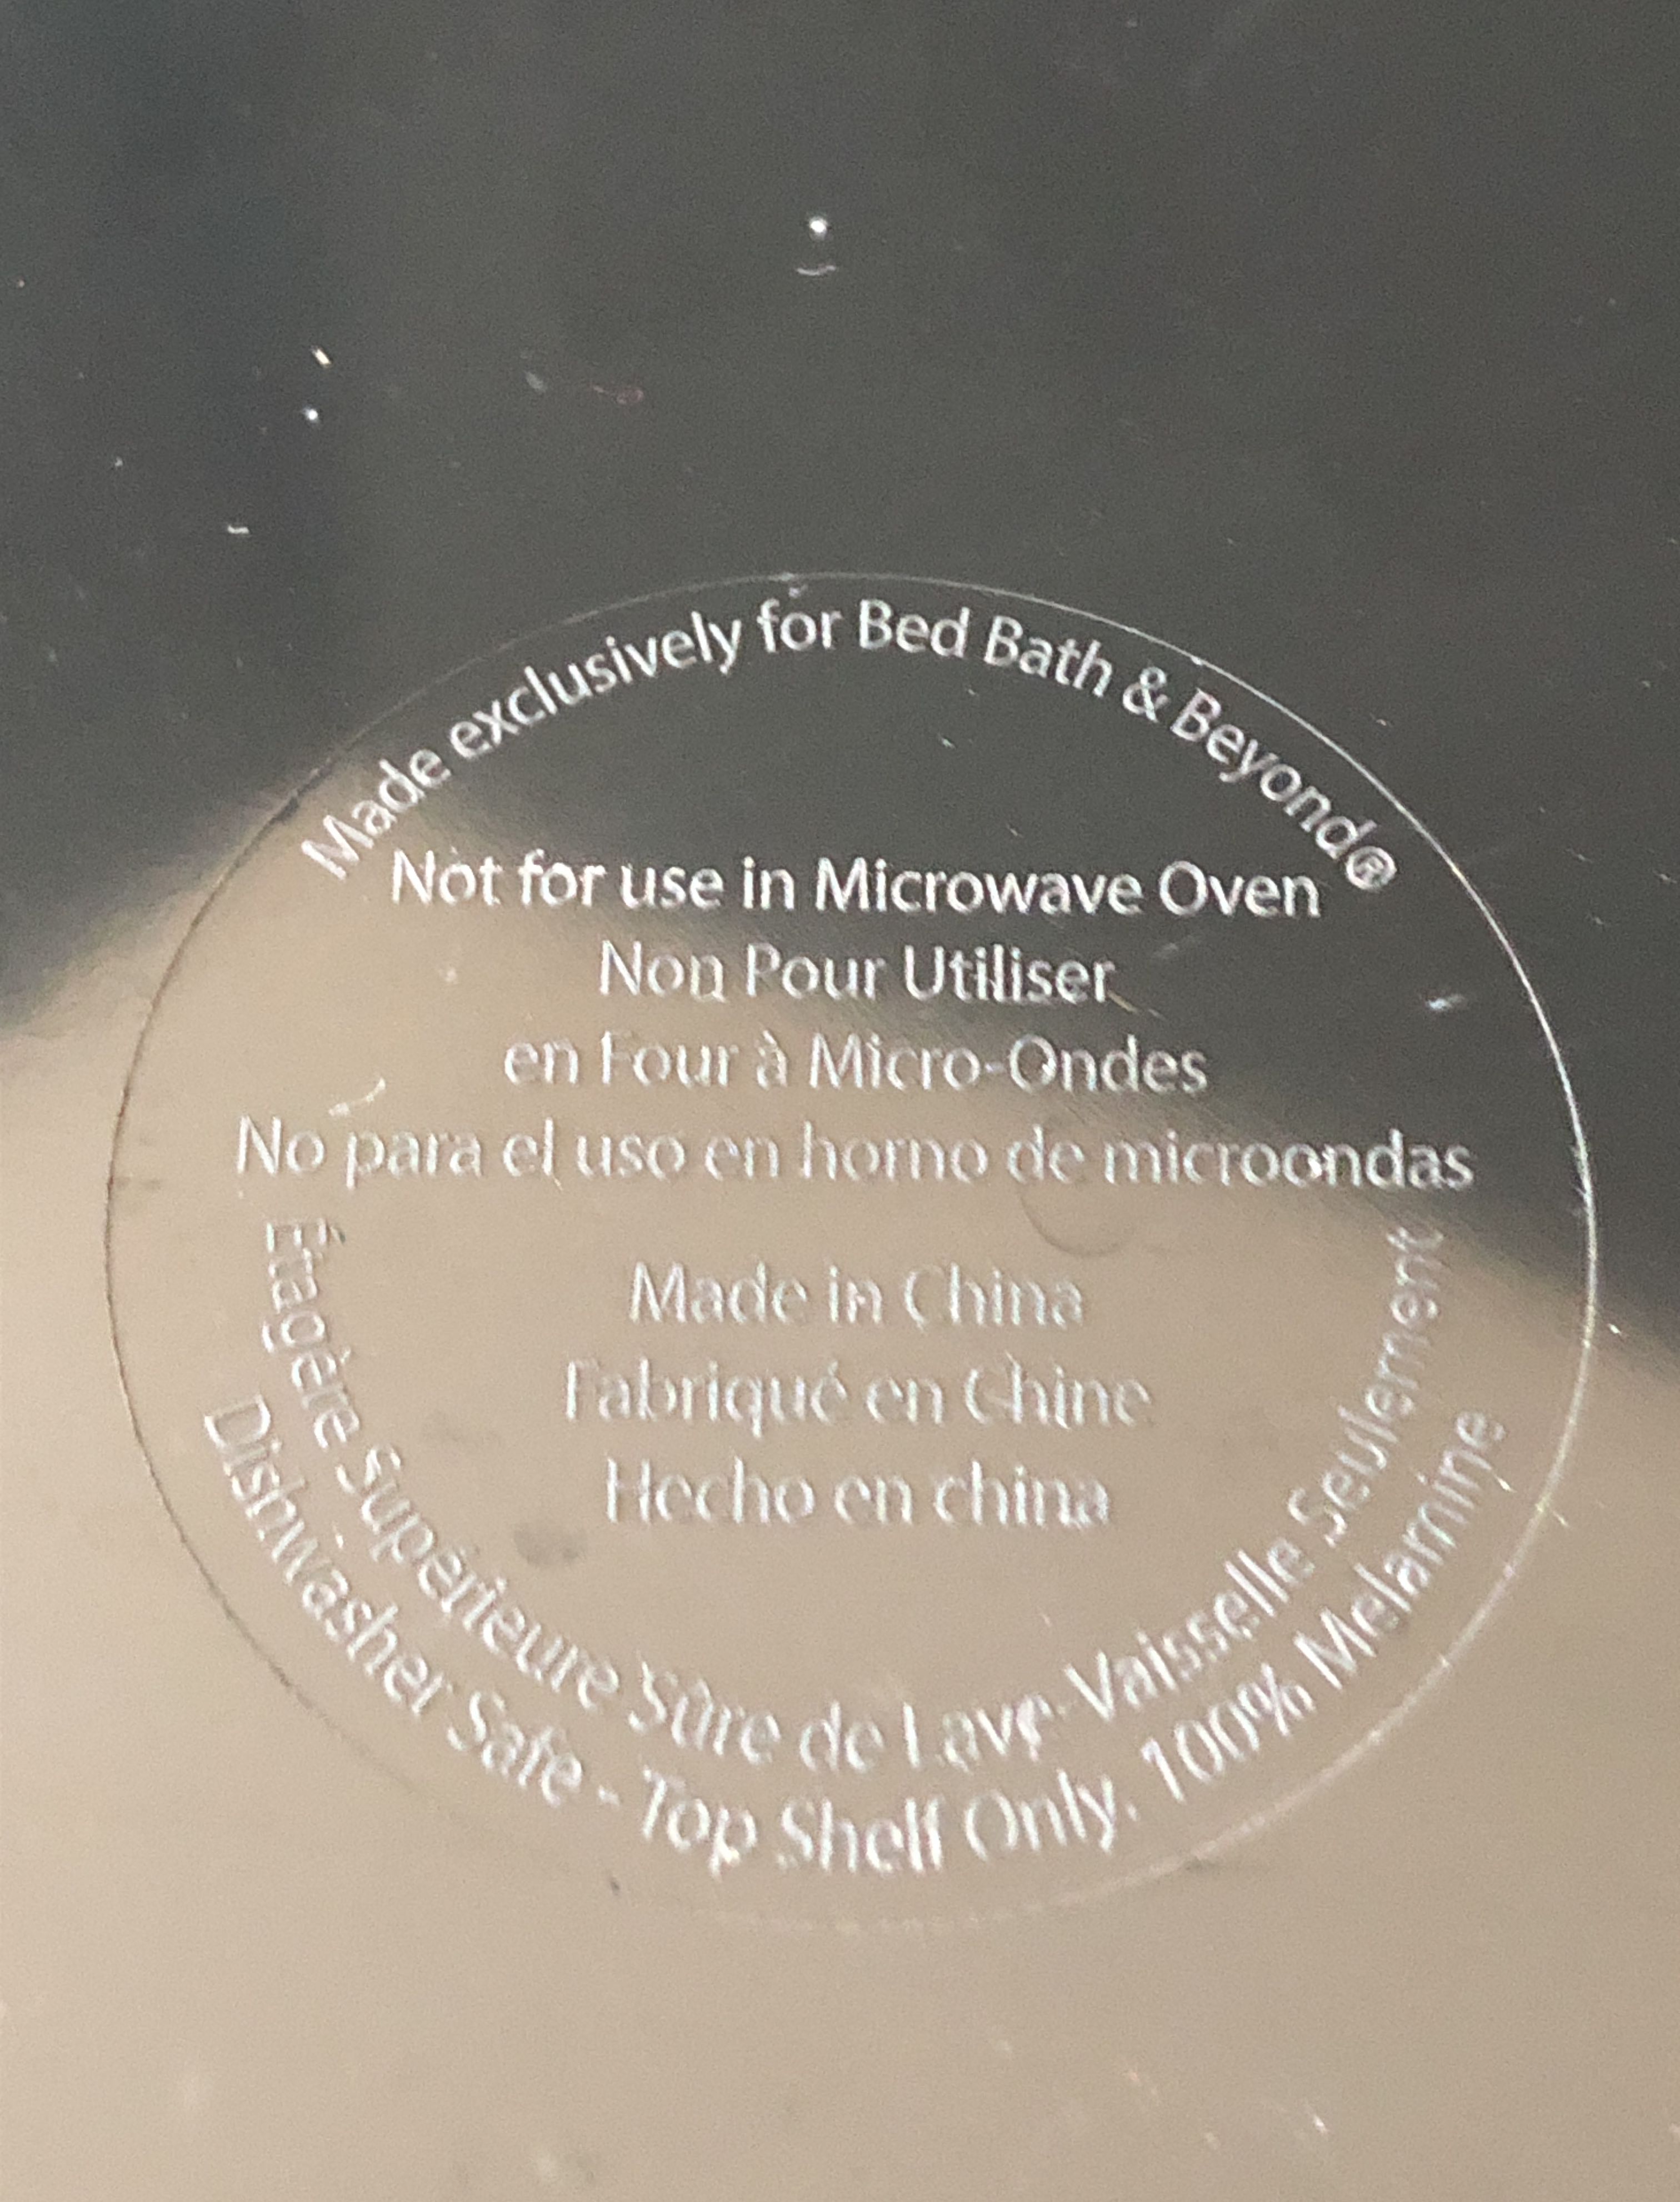 Made exclusively for Bed Bath & Beyond®
Not for use in Microwave Oven
Non Pour Utiliser
en Four à Micro-Ondes
No para el uso en horno de microondas
Made in China
Fabriqué en Chine
Hecho en china
Étagère Supérieure Sûre de Lave-Vaisselle Seulement
Dishwasher Safe - Top Shelf Only. 100% Melamine